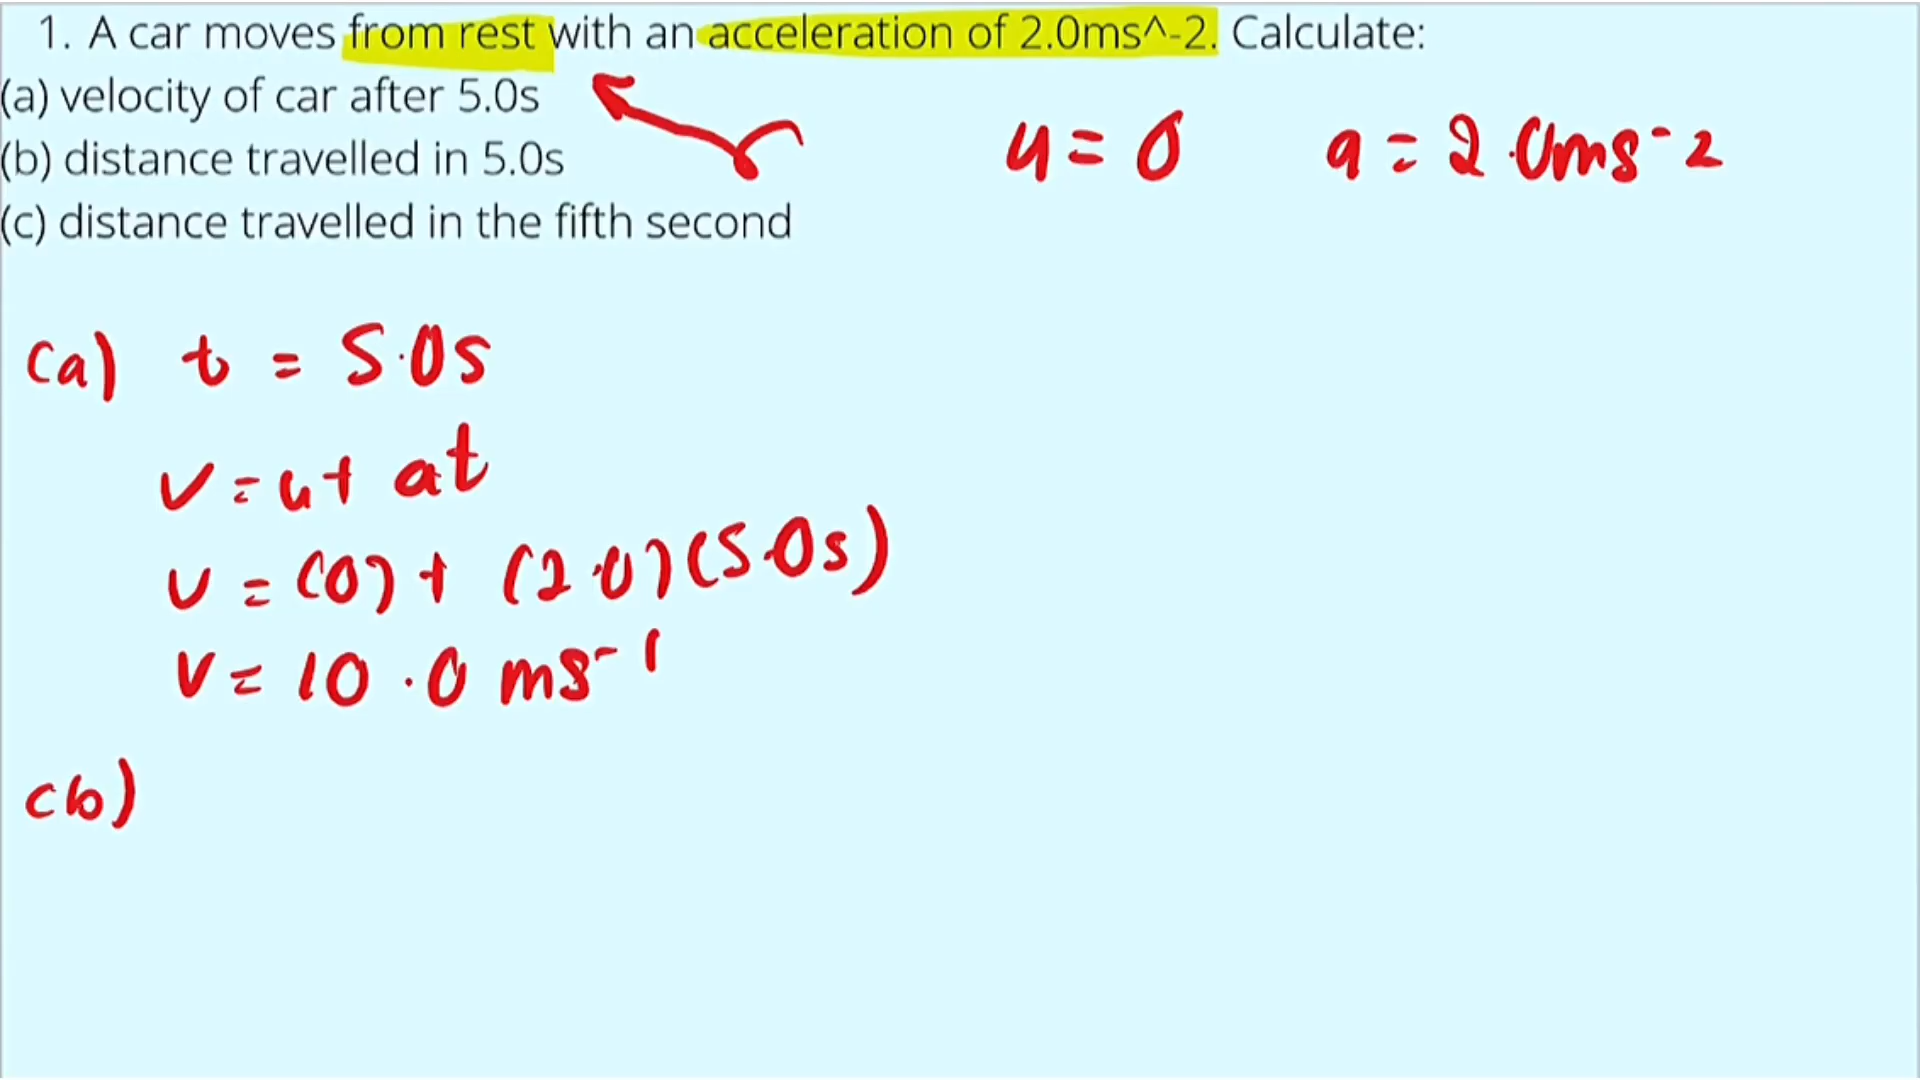 1. A car moves from rest with an acceleration of 2.0ms^-2. Calculate:
(a) velocity of car after 5.0s
(b) distance travelled in 5.0s
(c) distance travelled in the fifth second
u = 0 a = 2.0ms-2
(a) t = 5.0s
v = u + at
v = (0) + (2.0)(5.0s)
v = 10.0 ms-1
(b)